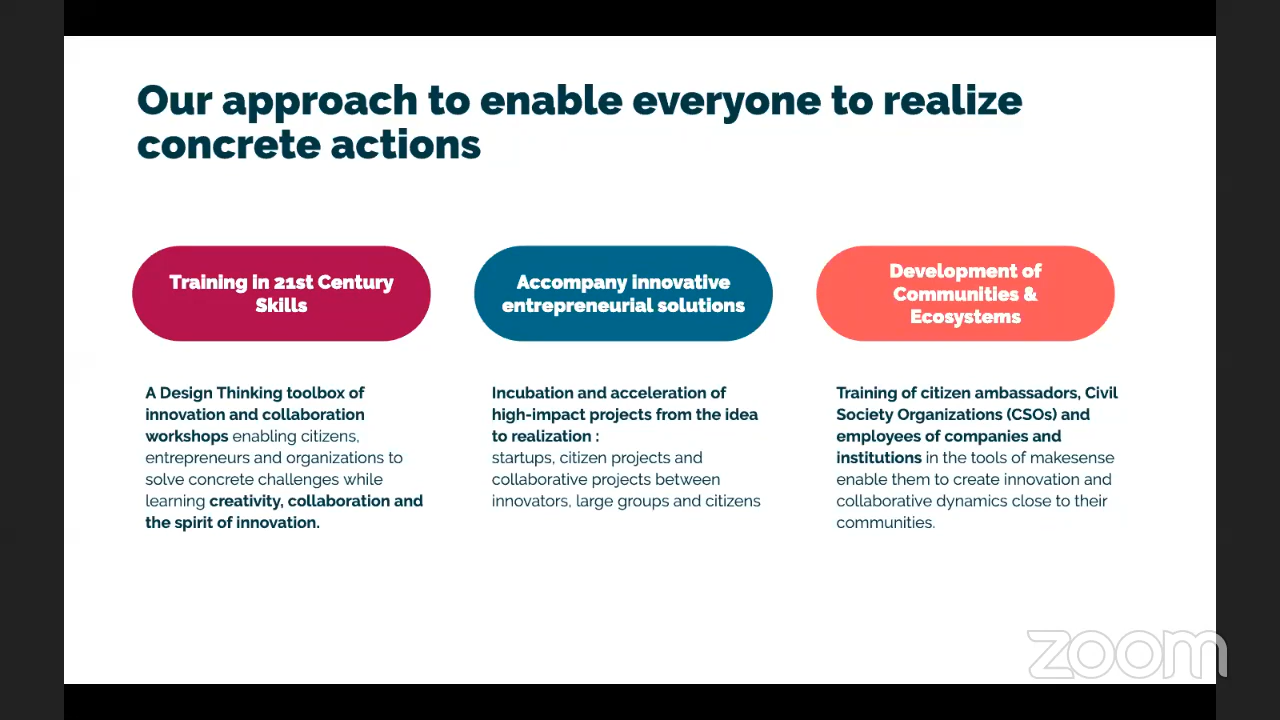 Our approach to enable everyone to realize
concrete actions
Training in 21st Century
Skills
A Design Thinking toolbox of
innovation and collaboration
workshops enabling citizens,
entrepreneurs and organizations to
solve concrete challenges while
learning creativity, collaboration and
the spirit of innovation.
Accompany innovative
entrepreneurial solutions
Incubation and acceleration of
high-impact projects from the idea
to realization :
startups, citizen projects and
collaborative projects between
innovators, large groups and citizens
Development of
Communities &
Ecosystems
Training of citizen ambassadors, Civil
Society Organizations (CSOs) and
employees of companies and
institutions in the tools of makesense
enable them to create innovation and
collaborative dynamics close to their
communities.
zoom